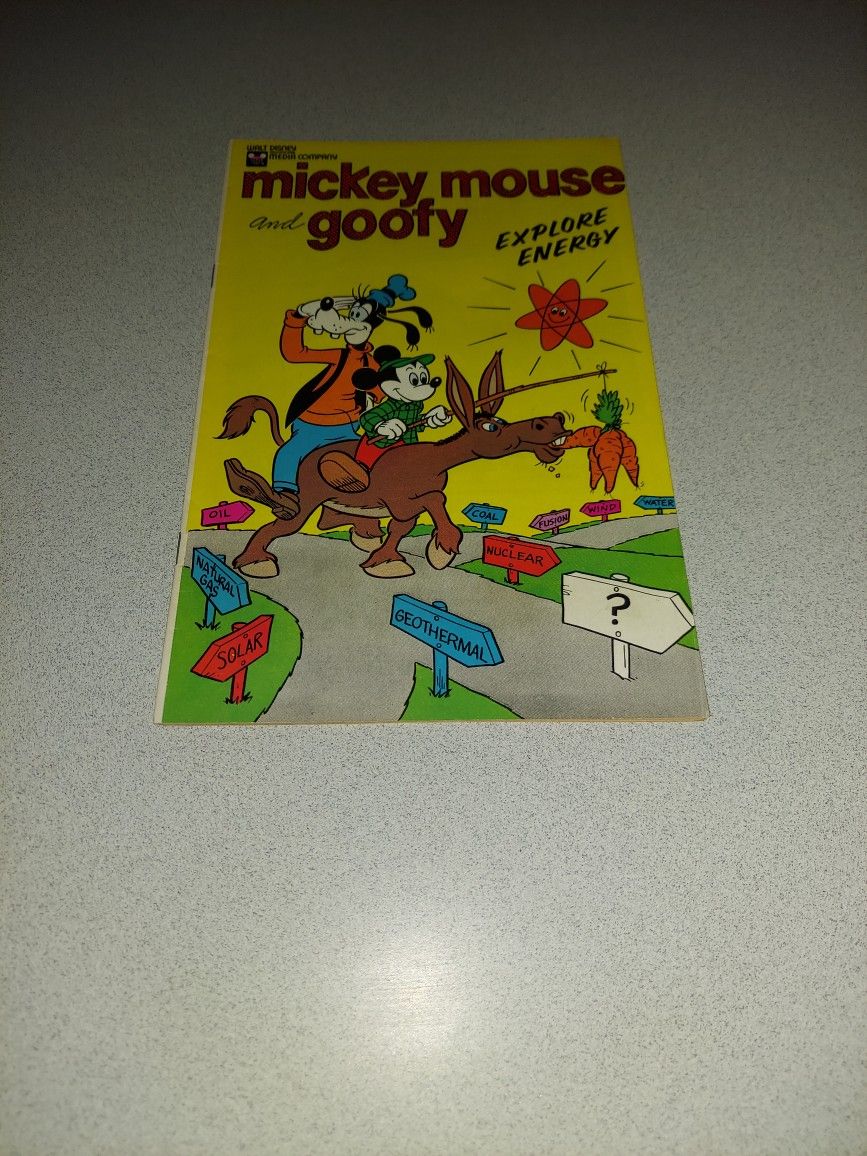 WALT DISNEY
EDUCATIONAL
MEDIA COMPANY
mickey mouse
and goofy
EXPLORE
ENERGY
OIL
COAL
FUSION
WIND
WATER
NATURAL
GAS
NUCLEAR
SOLAR
GEOTHERMAL
?